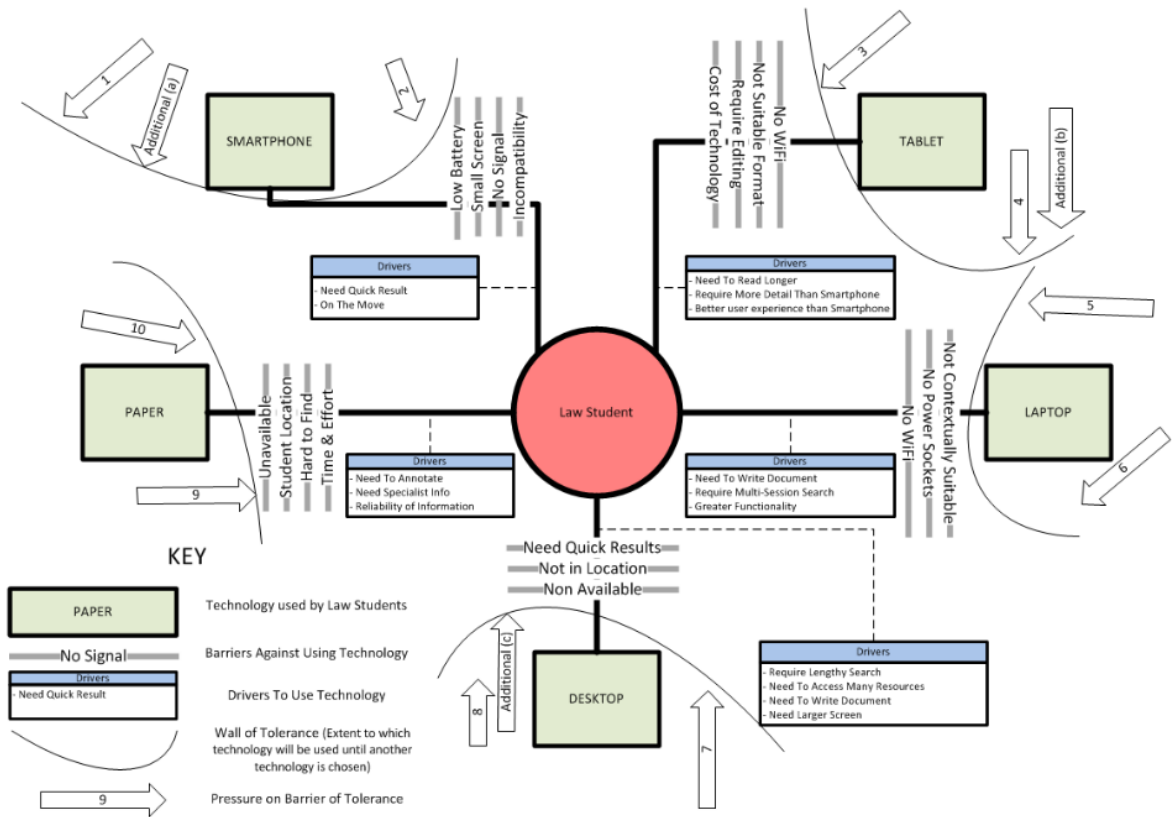 1
Additional (a)
2
SMARTPHONE
Low Battery
Small Screen
No Signal
Incompatibility
Cost of Technology
Require Editing
Not Suitable Format
No WiFi
3
TABLET
4
Additional (b)
Drivers
- Need Quick Result
- On The Move
Drivers
- Need To Read Longer
- Require More Detail Than Smartphone
- Better user experience than Smartphone
10
PAPER
9
Unavailable
Student Location
Hard to Find
Time & Effort
Law Student
No WiFi
No Power Sockets
Not Contextually Suitable
5
LAPTOP
6
Drivers
- Need To Annotate
- Need Specialist Info
- Reliability of Information
Drivers
- Need To Write Document
- Require Multi-Session Search
- Greater Functionality
Need Quick Results
Not in Location
Non Available
8
Additional (c)
DESKTOP
7
Drivers
- Require Lengthy Search
- Need To Access Many Resources
- Need To Write Document
- Need Larger Screen
KEY
PAPER
Technology used by Law Students
No Signal
Barriers Against Using Technology
Drivers
- Need Quick Result
Drivers To Use Technology
Wall of Tolerance (Extent to which
technology will be used until another
technology is chosen)
9
Pressure on Barrier of Tolerance